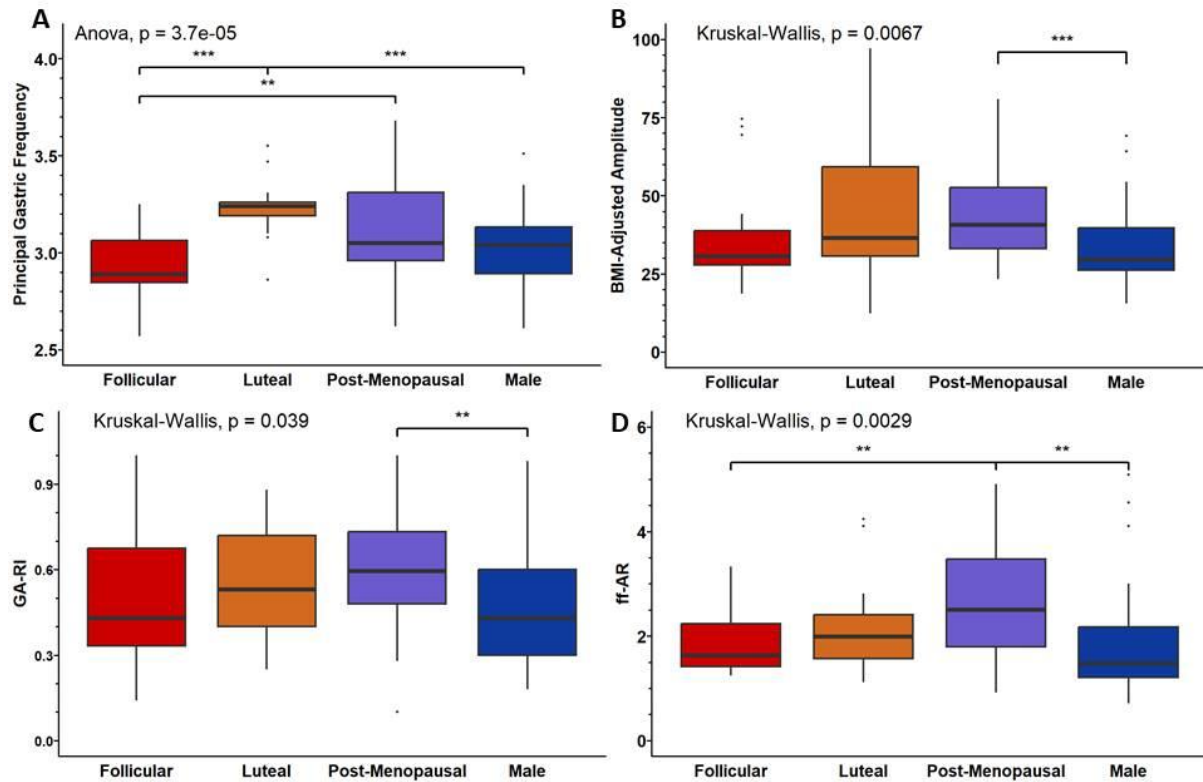 A
Anova, p = 3.7e-05
***
***
**
Principal Gastric Frequency
4.0
3.5
3.0
2.5
Follicular
Luteal
Post-Menopausal
Male
B
Kruskal-Wallis, p = 0.0067
***
BMI-Adjusted Amplitude
100
75
50
25
0
Follicular
Luteal
Post-Menopausal
Male
C
Kruskal-Wallis, p = 0.039
**
GA-RI
0.9
0.6
0.3
0.0
Follicular
Luteal
Post-Menopausal
Male
D
Kruskal-Wallis, p = 0.0029
**
**
ff-AR
6
4
2
0
Follicular
Luteal
Post-Menopausal
Male